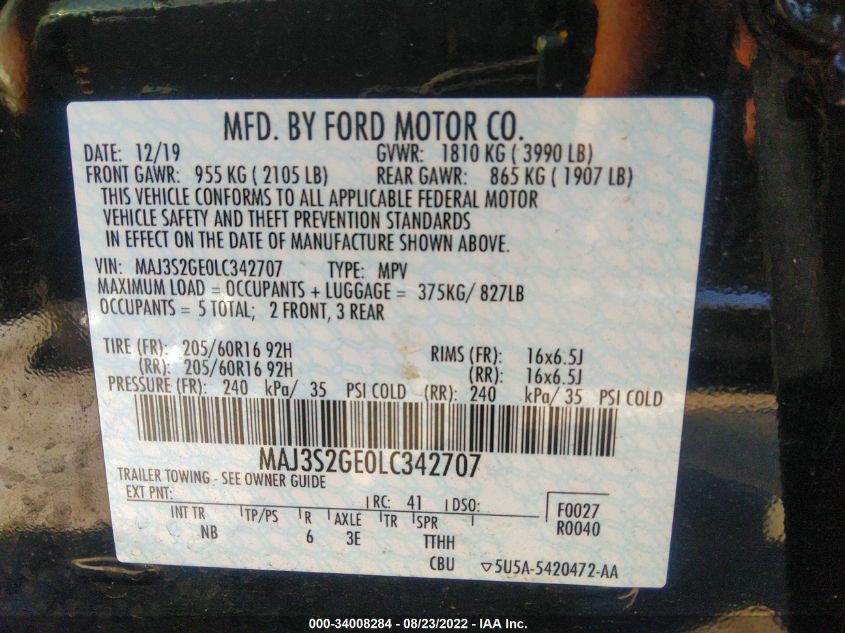 MFD. BY FORD MOTOR CO.
DATE: 12/19 GVWR: 1810 KG ( 3990 LB)
FRONT GAWR: 955 KG ( 2105 LB) REAR GAWR: 865 KG ( 1907 LB)
THIS VEHICLE CONFORMS TO ALL APPLICABLE FEDERAL MOTOR
VEHICLE SAFETY AND THEFT PREVENTION STANDARDS
IN EFFECT ON THE DATE OF MANUFACTURE SHOWN ABOVE.
VIN: MAJ3S2GE0LC342707 TYPE: MPV
MAXIMUM LOAD = OCCUPANTS + LUGGAGE = 375KG/ 827LB
OCCUPANTS = 5 TOTAL; 2 FRONT, 3 REAR
TIRE (FR): 205/60R16 92H RIMS (FR): 16x6.5J
(RR): 205/60R16 92H (RR): 16x6.5J
PRESSURE (FR): 240 kPa/ 35 PSI COLD (RR): 240 kPa/ 35 PSI COLD
MAJ3S2GE0LC342707
TRAILER TOWING - SEE OWNER GUIDE
EXT PNT: RC: 41 DSO: F0027
R0040
INT TR TP/PS R AXLE TR SPR
NB 6 3E TTHH
CBU ▽5U5A-5420472-AA
000-34008284 - 08/23/2022 - IAA Inc.